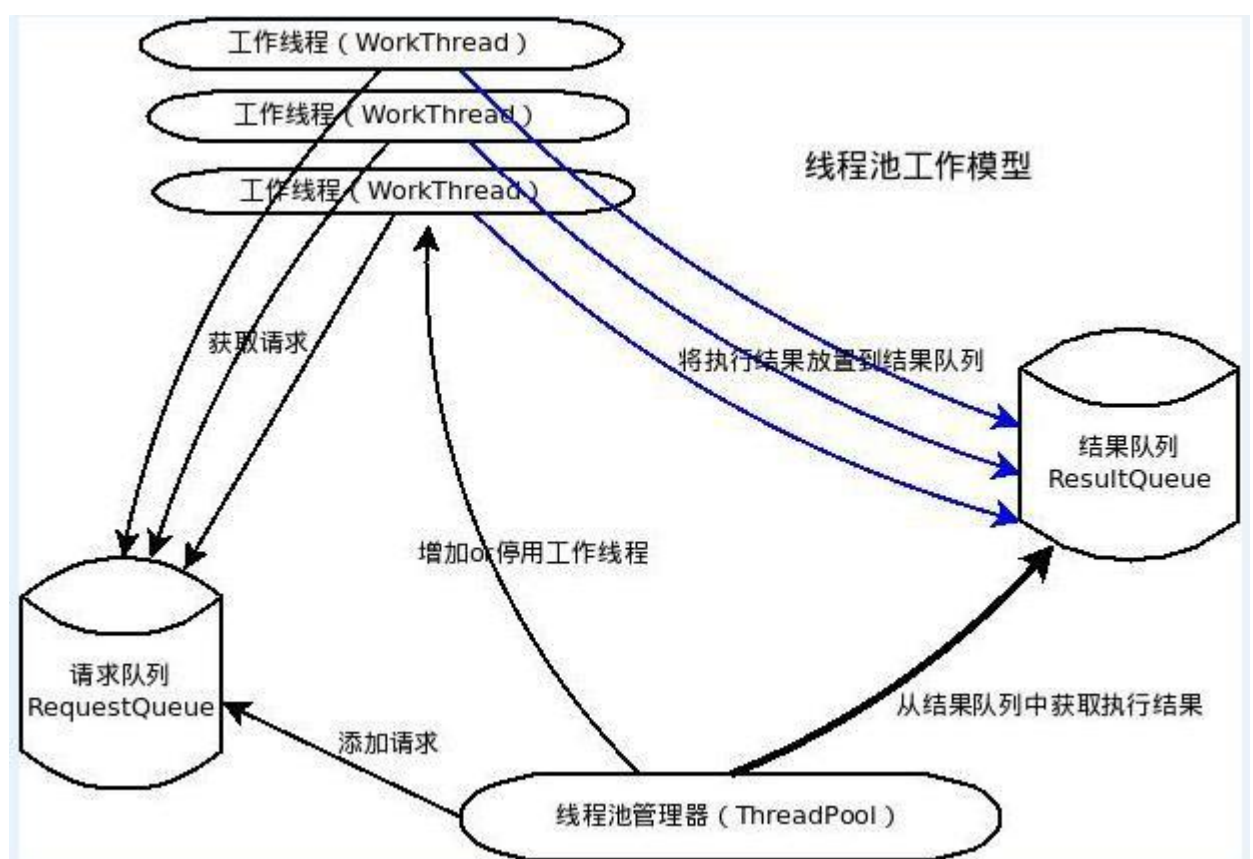 工作线程（WorkThread）
工作线程（WorkThread）
线程池工作模型
工作线程（WorkThread）
获取请求
将执行结果放置到结果队列
结果队列
ResultQueue
增加or停用工作线程
请求队列
RequestQueue
从结果队列中获取执行结果
添加请求
线程池管理器（ThreadPool）